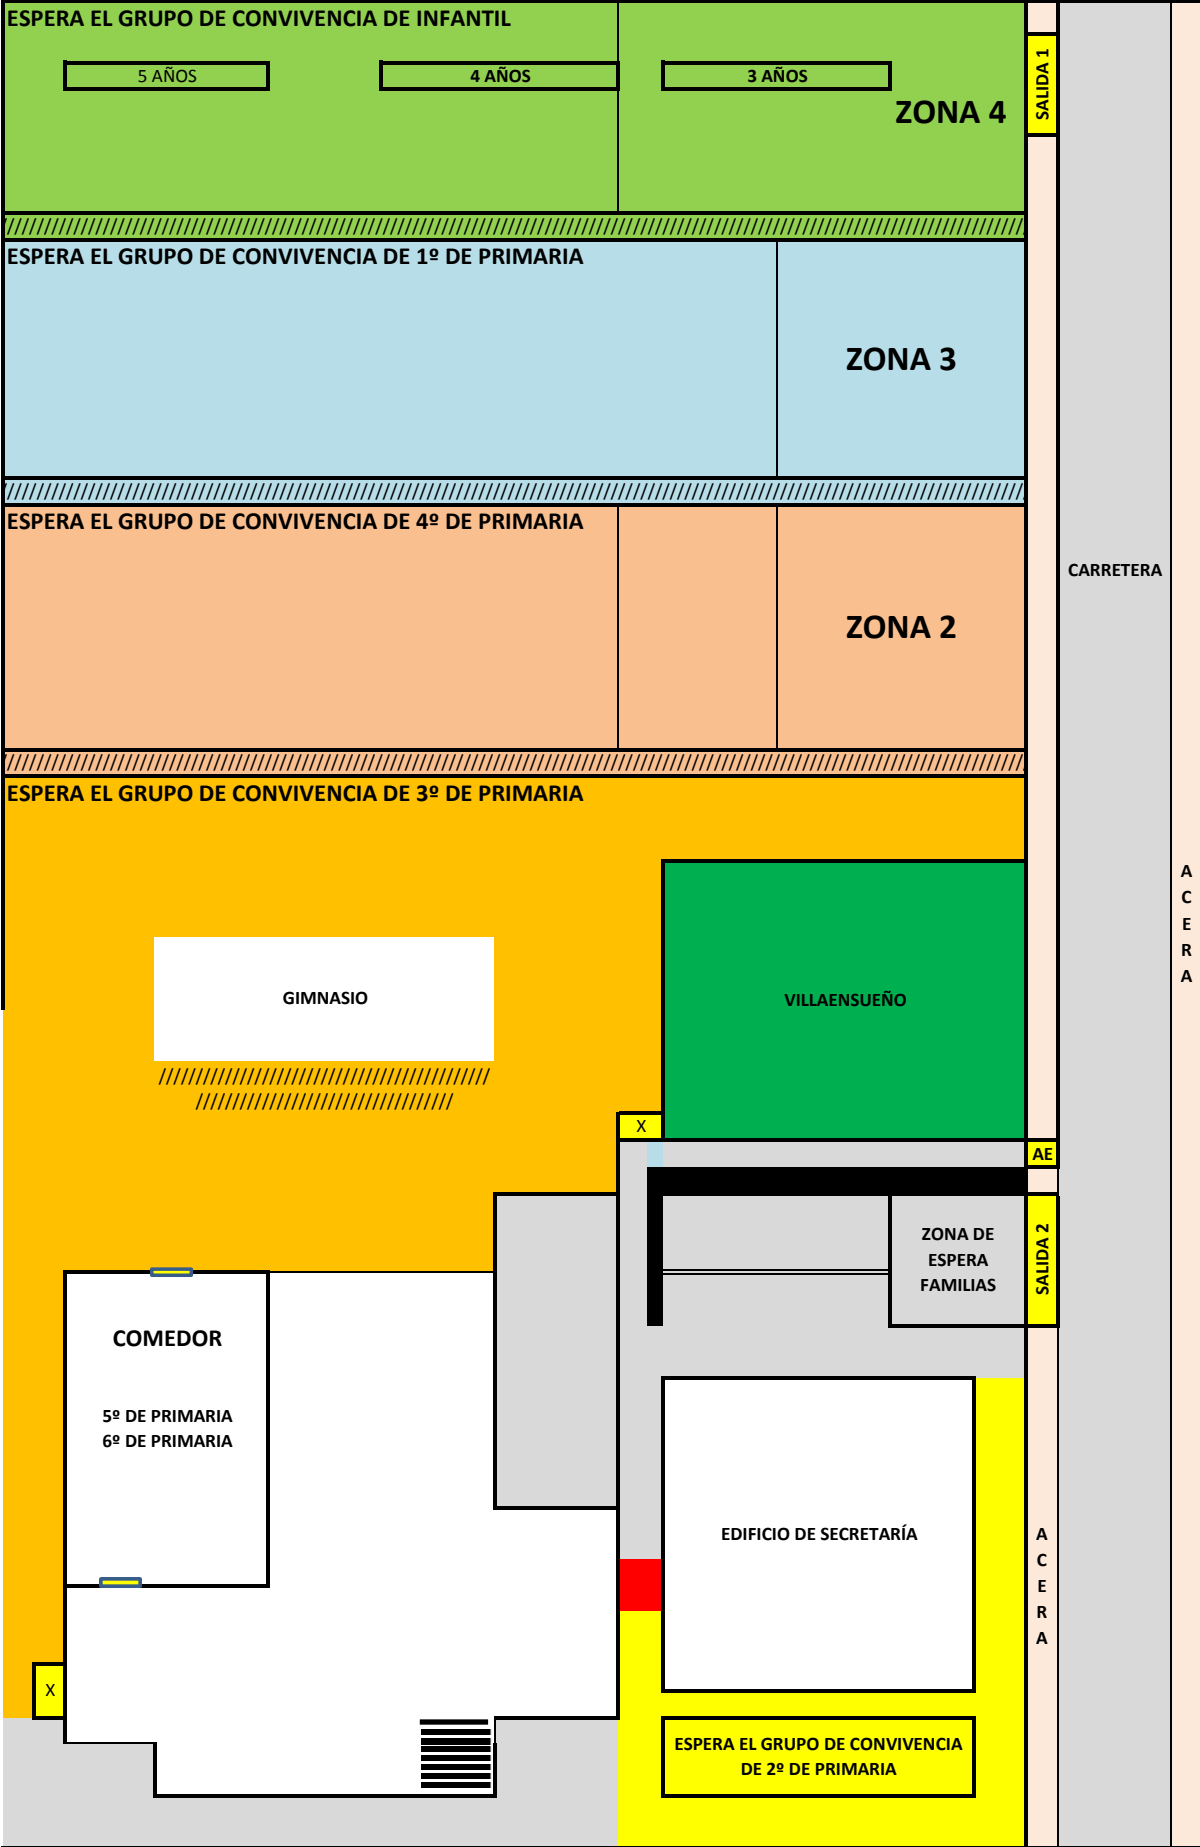 ESPERA EL GRUPO DE CONVIVENCIA DE INFANTIL
5 AÑOS
4 AÑOS
3 AÑOS
ZONA 4
SALIDA 1
////////////////////////////////////////////////////////////////////////////////////////////////////////////////////////////////////////////
ESPERA EL GRUPO DE CONVIVENCIA DE 1º DE PRIMARIA
ZONA 3
////////////////////////////////////////////////////////////////////////////////////////////////////////////////////////////////////////////
ESPERA EL GRUPO DE CONVIVENCIA DE 4º DE PRIMARIA
CARRETERA
ZONA 2
////////////////////////////////////////////////////////////////////////////////////////////////////////////////////////////////////////////
ESPERA EL GRUPO DE CONVIVENCIA DE 3º DE PRIMARIA
A
C
E
R
A
GIMNASIO
VILLAENSUEÑO
/////////////////////////////////////////////
///////////////////////////////////
X
AE
ZONA DE
ESPERA
FAMILIAS
SALIDA 2
COMEDOR
5º DE PRIMARIA
6º DE PRIMARIA
EDIFICIO DE SECRETARÍA
A
C
E
R
A
X
ESPERA EL GRUPO DE CONVIVENCIA
DE 2º DE PRIMARIA